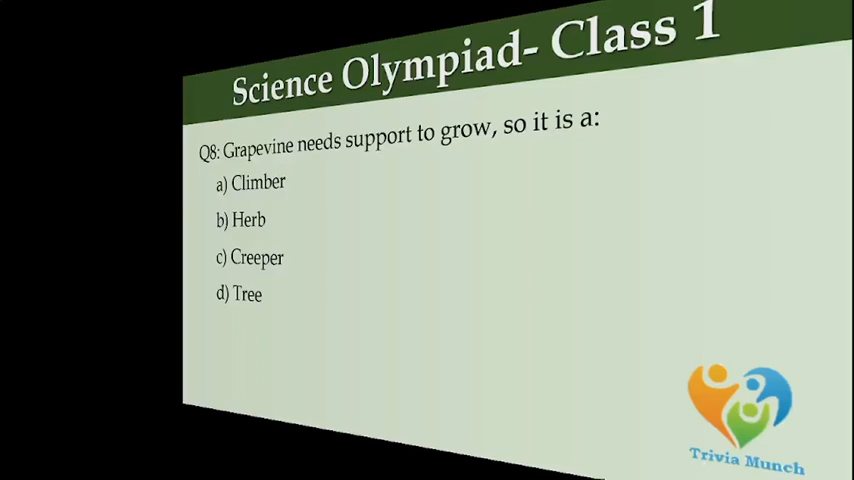 Science Olympiad- Class 1
Q8: Grapevine needs support to grow, so it is a:
a) Climber
b) Herb
c) Creeper
d) Tree
Trivia Munch